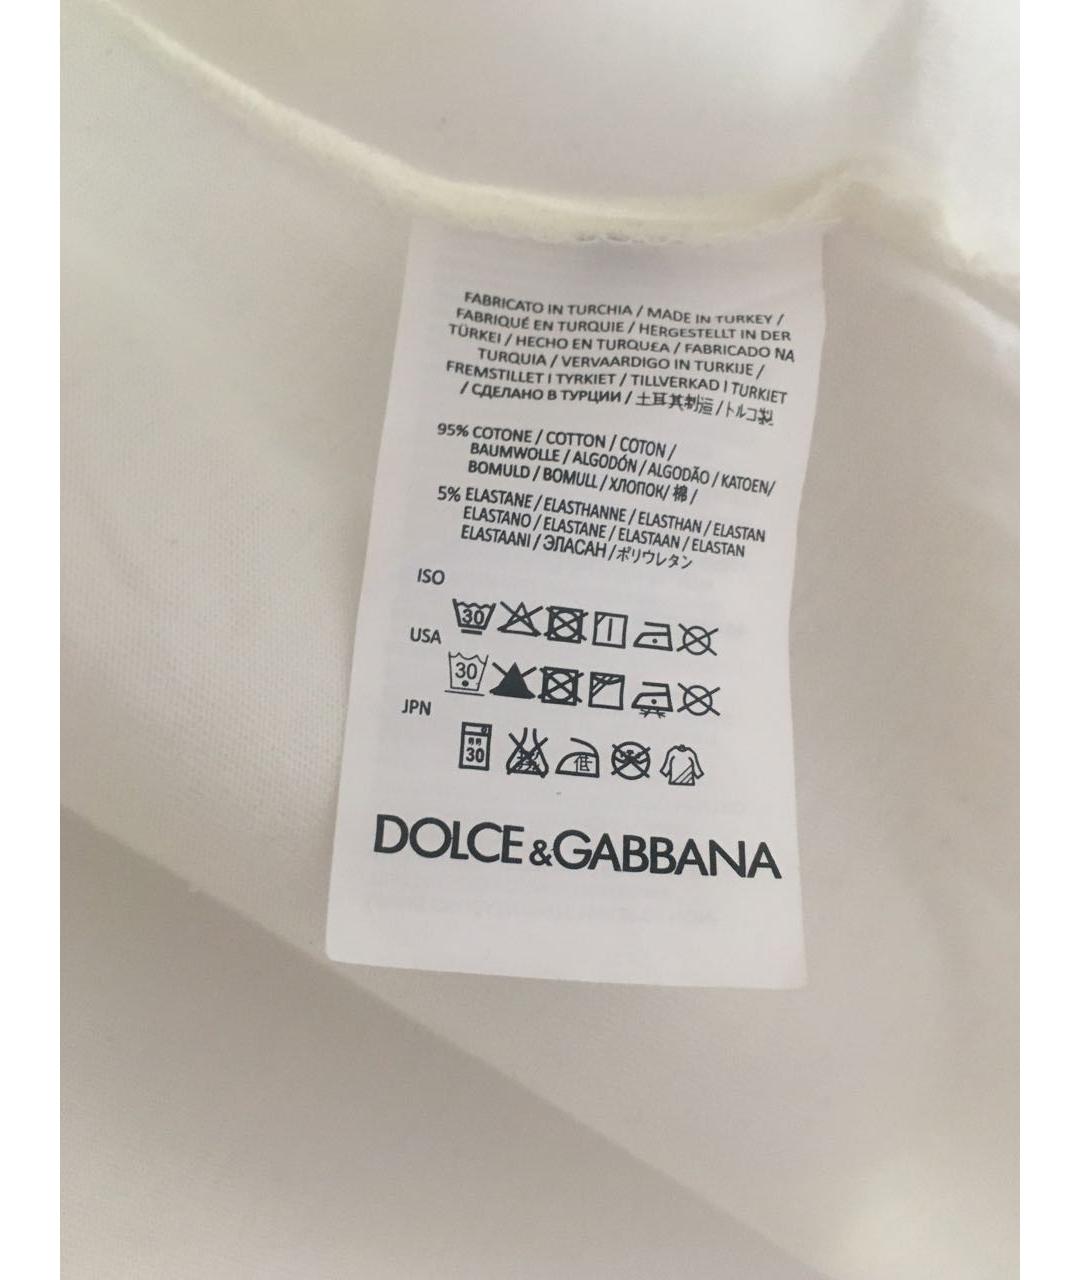 FABRICATO IN TURCHIA / MADE IN TURKEY /
FABRIQUÉ EN TURQUIE / HERGESTELLT IN DER
TÜRKEI / HECHO EN TURQUEA / FABRICADO NA
TURQUIA / VERVAARDIGO IN TURKIJE /
FREMSTILLET I TYRKIET / TILLVERKAD I TURKIET
/ СДЕЛАНО В ТУРЦИИ / 土耳其制造 / トルコ製
95% COTONE / COTTON / COTON /
BAUMWOLLE / ALGODÓN / ALGODÃO / KATOEN/
BOMULD / BOMULL / ХЛОПОК/ 棉 /
5% ELASTANE / ELASTHANNE / ELASTHAN / ELASTAN
ELASTANO / ELASTANE / ELASTAAN / ELASTAN
ELASTAANI / ЭЛАСАН /ポリウレタン
ISO
30
USA
30
JPN
30 低
DOLCE&GABBANA